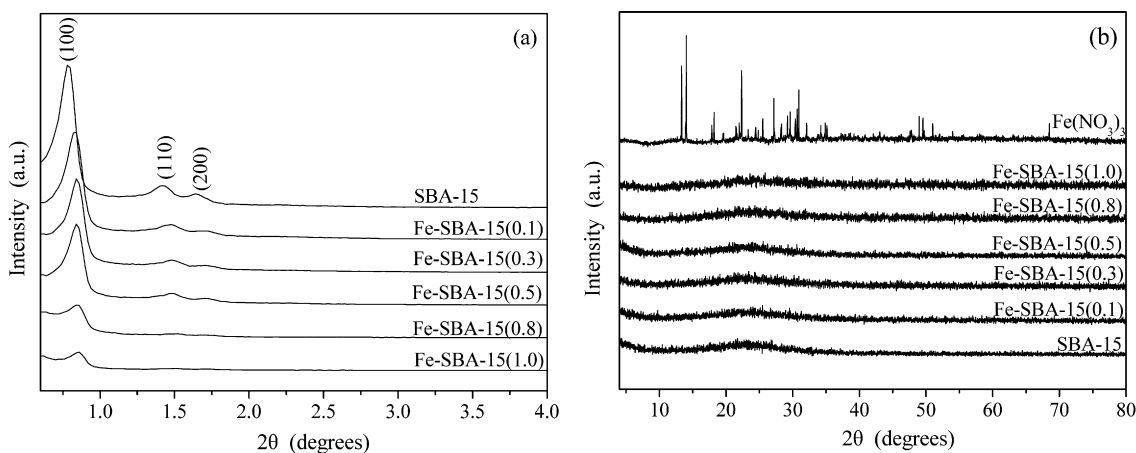 (a)
(100)
(110)
(200)
SBA-15
Fe-SBA-15(0.1)
Fe-SBA-15(0.3)
Fe-SBA-15(0.5)
Fe-SBA-15(0.8)
Fe-SBA-15(1.0)
Intensity (a.u.)
1.0 1.5 2.0 2.5 3.0 3.5 4.0
2θ (degrees)
(b)
Fe(NO3)3
Fe-SBA-15(1.0)
Fe-SBA-15(0.8)
Fe-SBA-15(0.5)
Fe-SBA-15(0.3)
Fe-SBA-15(0.1)
SBA-15
Intensity (a.u.)
10 20 30 40 50 60 70 80
2θ (degrees)